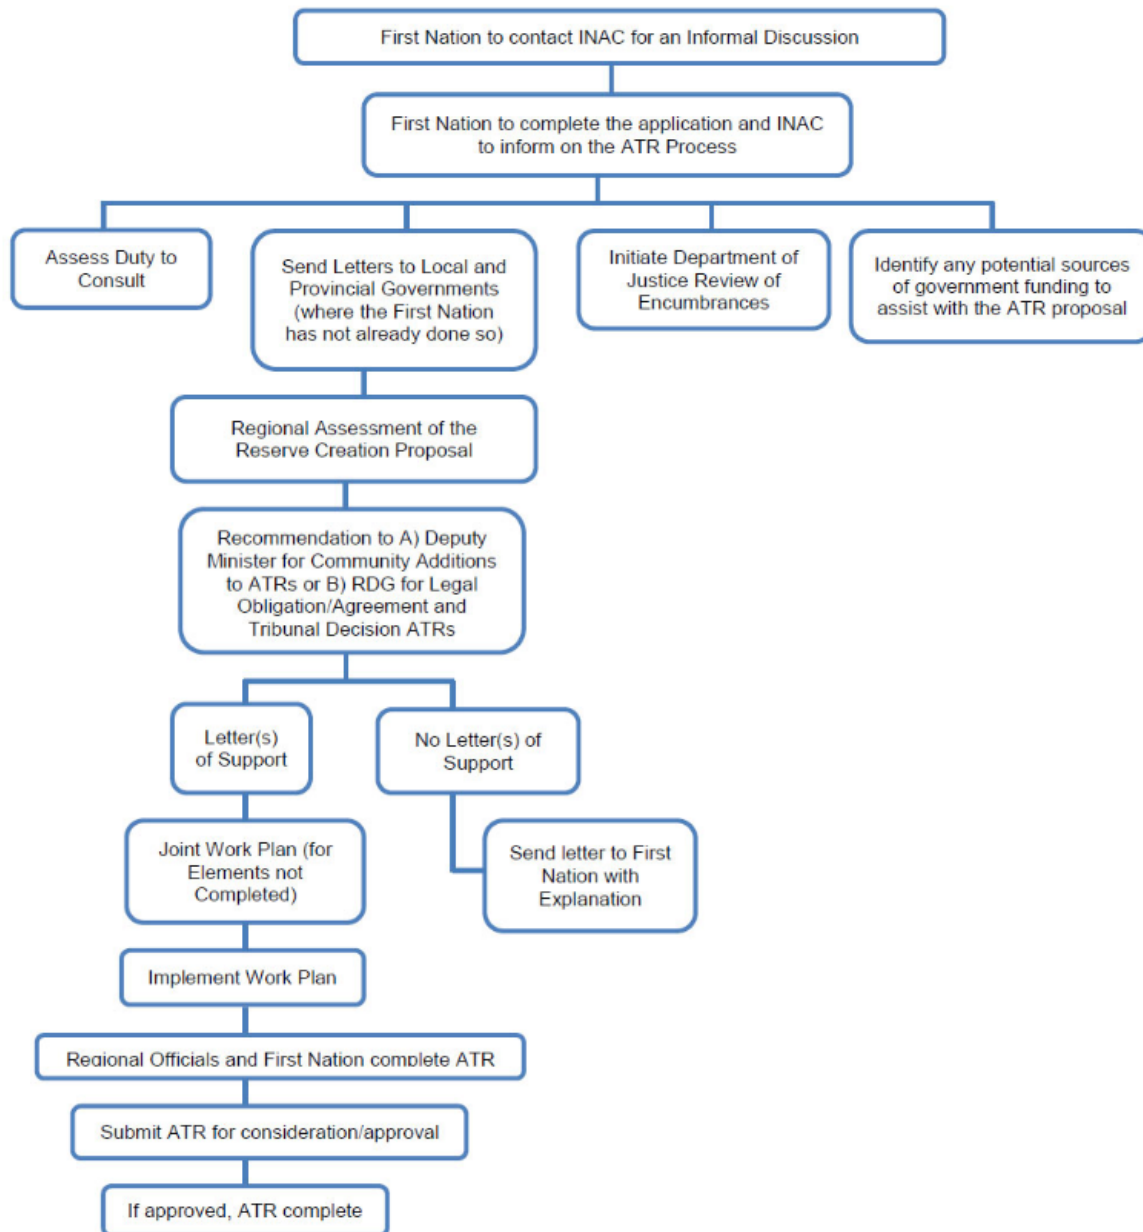 First Nation to contact INAC for an Informal Discussion
First Nation to complete the application and INAC
to inform on the ATR Process
Assess Duty to
Consult
Send Letters to Local and
Provincial Governments
(where the First Nation
has not already done so)
Initiate Department of
Justice Review of
Encumbrances
Identify any potential sources
of government funding to
assist with the ATR proposal
Regional Assessment of the
Reserve Creation Proposal
Recommendation to A) Deputy
Minister for Community Additions
to ATRs or B) RDG for Legal
Obligation/Agreement and
Tribunal Decision ATRs
Letter(s)
of Support
No Letter(s) of
Support
Joint Work Plan (for
Elements not
Completed)
Send letter to First
Nation with
Explanation
Implement Work Plan
Regional Officials and First Nation complete ATR
Submit ATR for consideration/approval
If approved, ATR complete